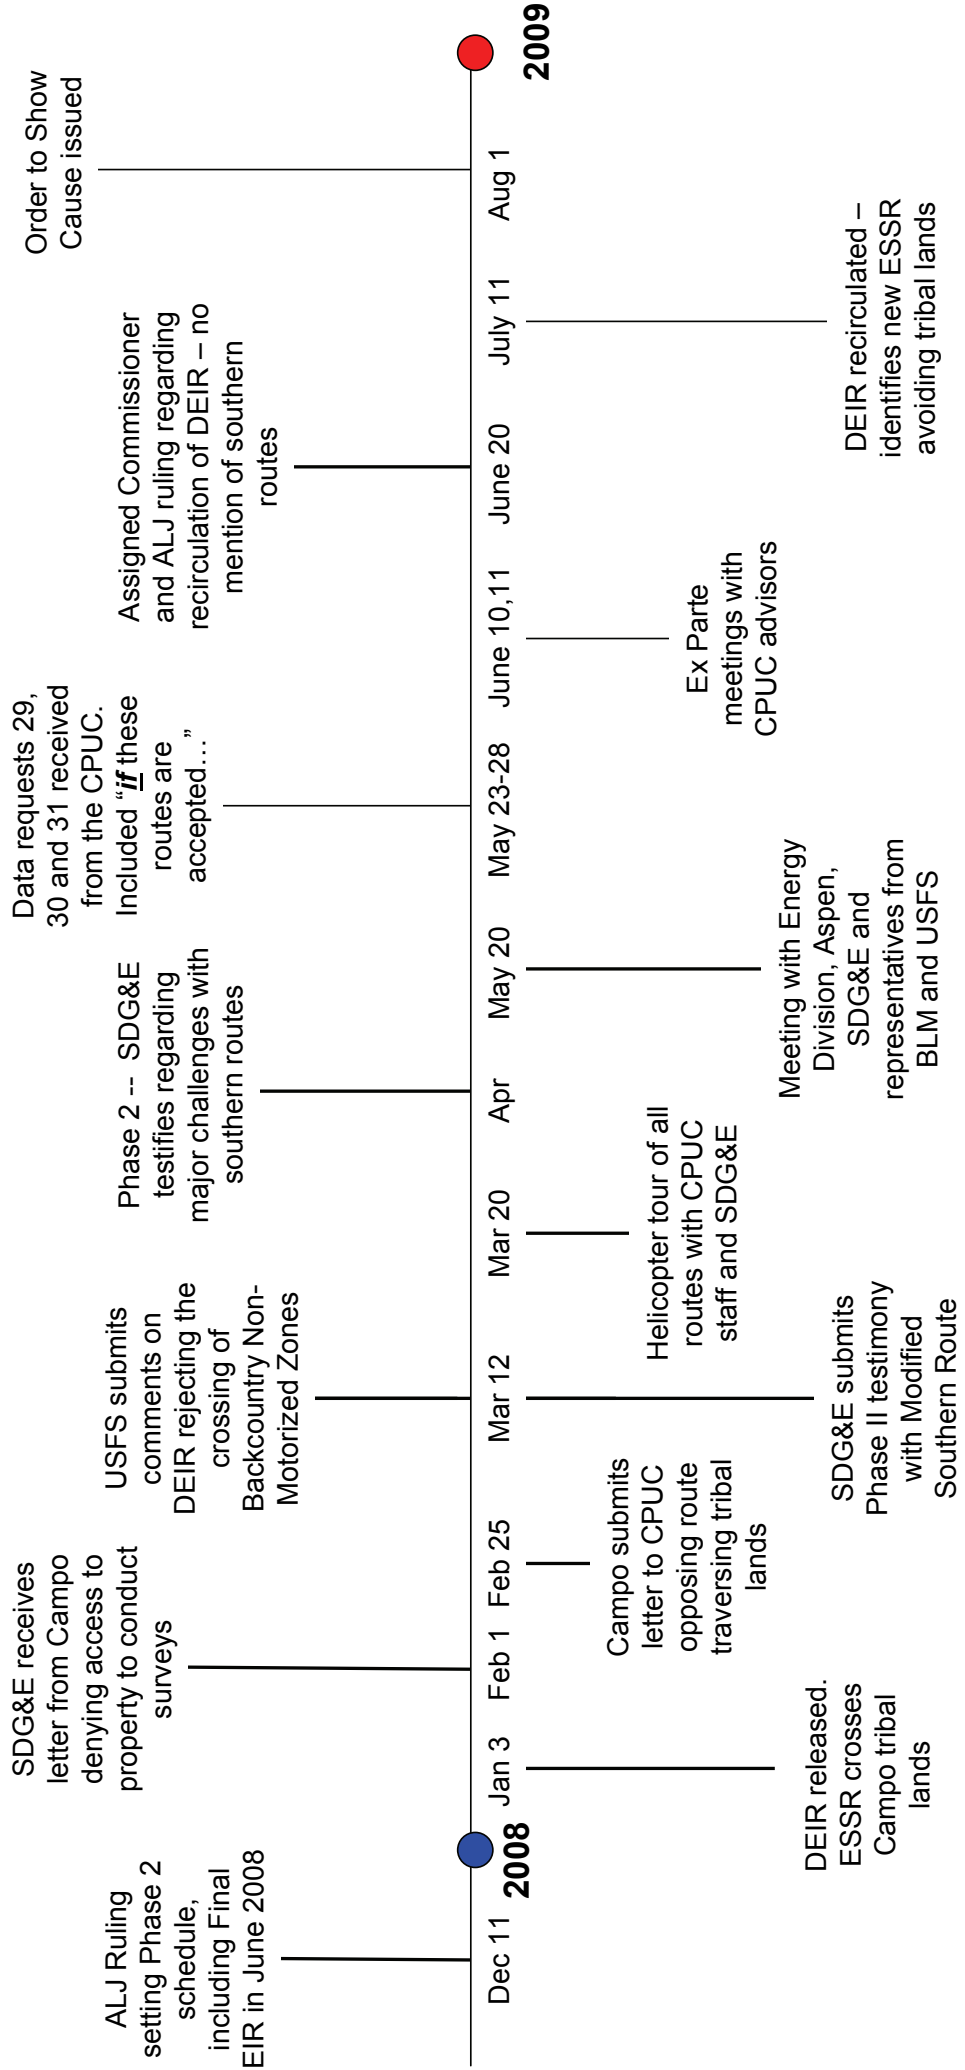 ALJ Ruling
setting Phase 2
schedule,
including Final
EIR in June 2008
SDG&E receives
letter from Campo
denying access to
property to conduct
surveys
USFS submits
comments on
DEIR rejecting the
crossing of
Backcountry Non-
Motorized Zones
Phase 2 -- SDG&E
testifies regarding
major challenges with
southern routes
Data requests 29,
30 and 31 received
from the CPUC.
Included “if these
routes are
accepted…”
Assigned Commissioner
and ALJ ruling regarding
recirculation of DEIR – no
mention of southern
routes
Order to Show
Cause issued
Dec 11
2008
Jan 3
Feb 1
Feb 25
Mar 12
Mar 20
Apr
May 20
May 23-28
June 10,11
June 20
July 11
Aug 1
2009
DEIR released.
ESSR crosses
Campo tribal
lands
Campo submits
letter to CPUC
opposing route
traversing tribal
lands
SDG&E submits
Phase II testimony
with Modified
Southern Route
Helicopter tour of all
routes with CPUC
staff and SDG&E
Meeting with Energy
Division, Aspen,
SDG&E and
representatives from
BLM and USFS
Ex Parte
meetings with
CPUC advisors
DEIR recirculated –
identifies new ESSR
avoiding tribal lands